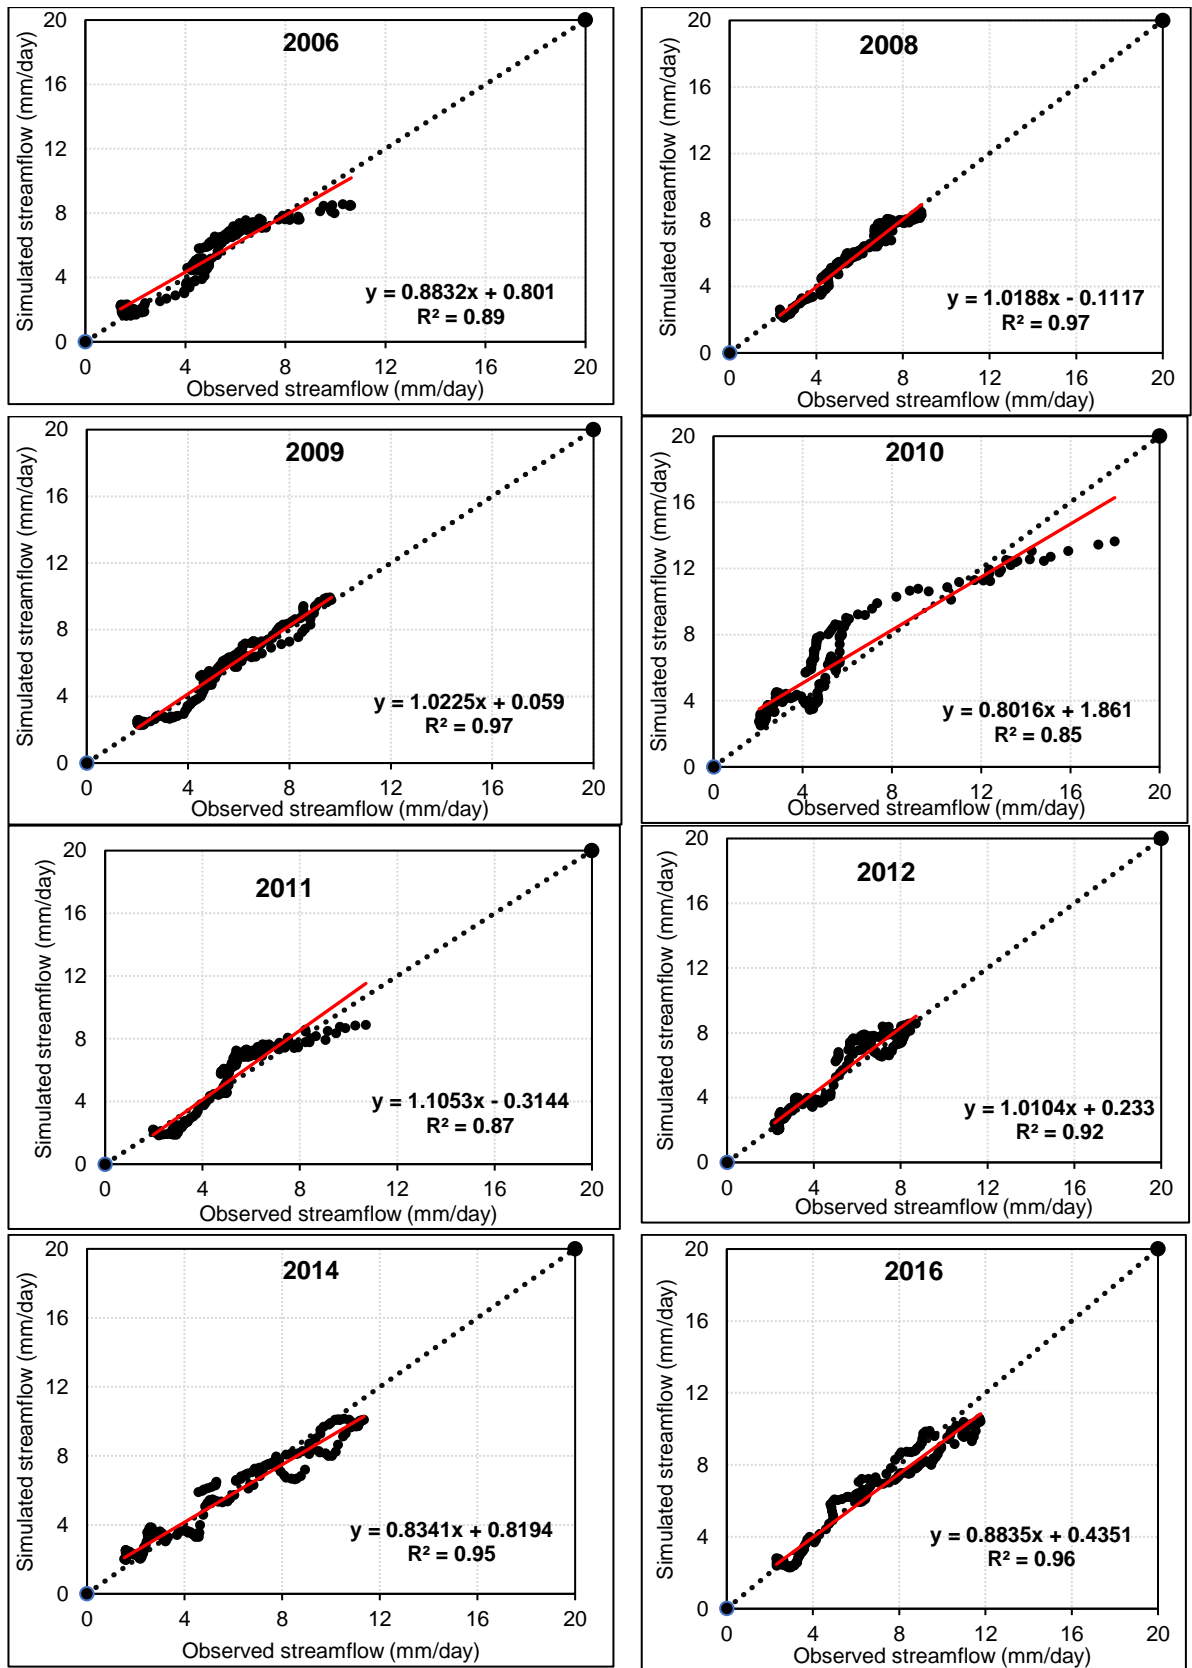 2006
Simulated streamflow (mm/day)
20
16
12
8
4
0
y = 0.8832x + 0.801
R² = 0.89
0 4 8 12 16 20
Observed streamflow (mm/day)
2008
Simulated streamflow (mm/day)
20
16
12
8
4
0
y = 1.0188x - 0.1117
R² = 0.97
0 4 8 12 16 20
Observed streamflow (mm/day)
2009
Simulated streamflow (mm/day)
20
16
12
8
4
0
y = 1.0225x + 0.059
R² = 0.97
0 4 8 12 16 20
Observed streamflow (mm/day)
2010
Simulated streamflow (mm/day)
20
16
12
8
4
0
y = 0.8016x + 1.861
R² = 0.85
0 4 8 12 16 20
Observed streamflow (mm/day)
2011
Simulated streamflow (mm/day)
20
16
12
8
4
0
y = 1.1053x - 0.3144
R² = 0.87
0 4 8 12 16 20
Observed streamflow (mm/day)
2012
Simulated streamflow (mm/day)
20
16
12
8
4
0
y = 1.0104x + 0.233
R² = 0.92
0 4 8 12 16 20
Observed streamflow (mm/day)
2014
Simulated streamflow (mm/day)
20
16
12
8
4
0
y = 0.8341x + 0.8194
R² = 0.95
0 4 8 12 16 20
Observed streamflow (mm/day)
2016
Simulated streamflow (mm/day)
20
16
12
8
4
0
y = 0.8835x + 0.4351
R² = 0.96
0 4 8 12 16 20
Observed streamflow (mm/day)